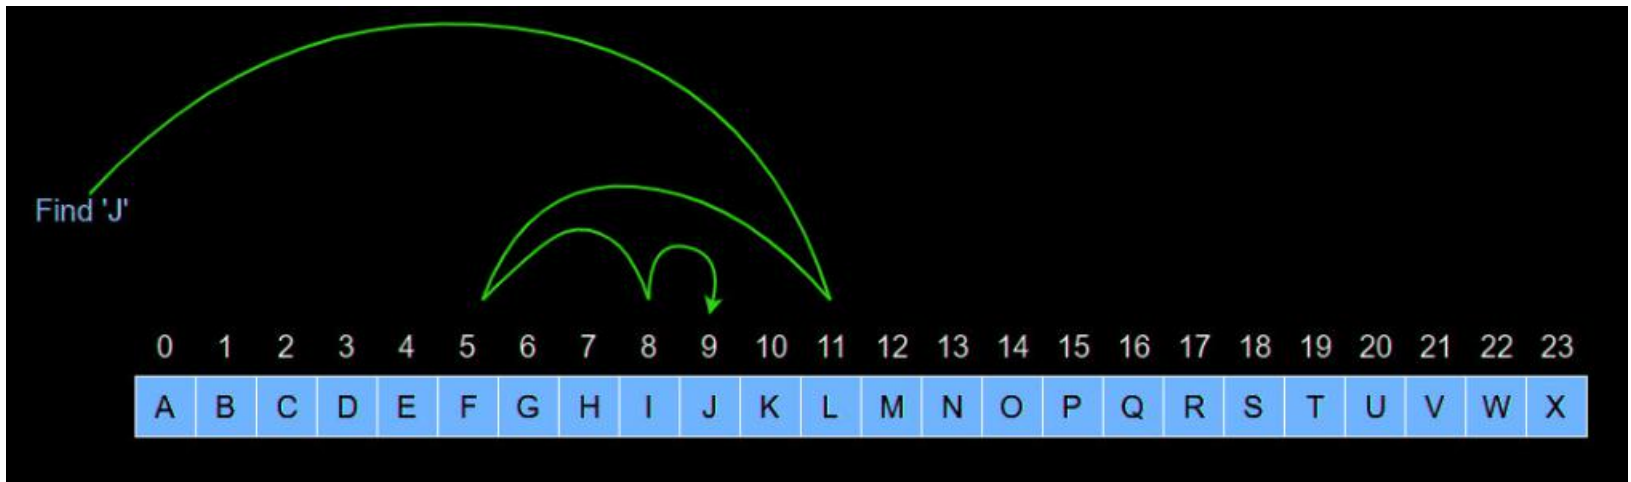 Find 'J'
0 1 2 3 4 5 6 7 8 9 10 11 12 13 14 15 16 17 18 19 20 21 22 23
A B C D E F G H I J K L M N O P Q R S T U V W X